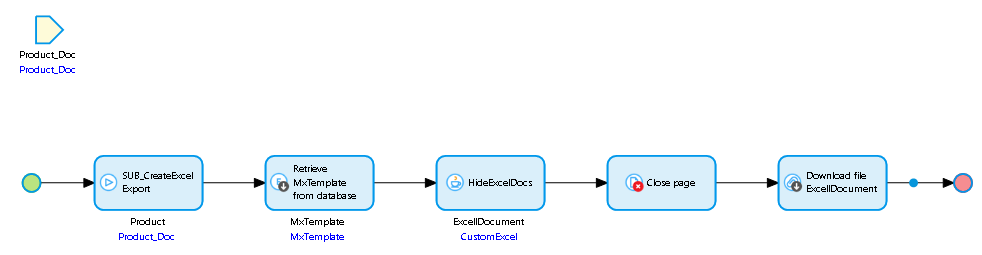 Product_Doc
Product_Doc
SUB_CreateExcel
Export
Product
Product_Doc
Retrieve
MxTemplate
from database
MxTemplate
MxTemplate
HideExcelDocs
ExcellDocument
CustomExcel
Close page
Download file
ExcellDocument